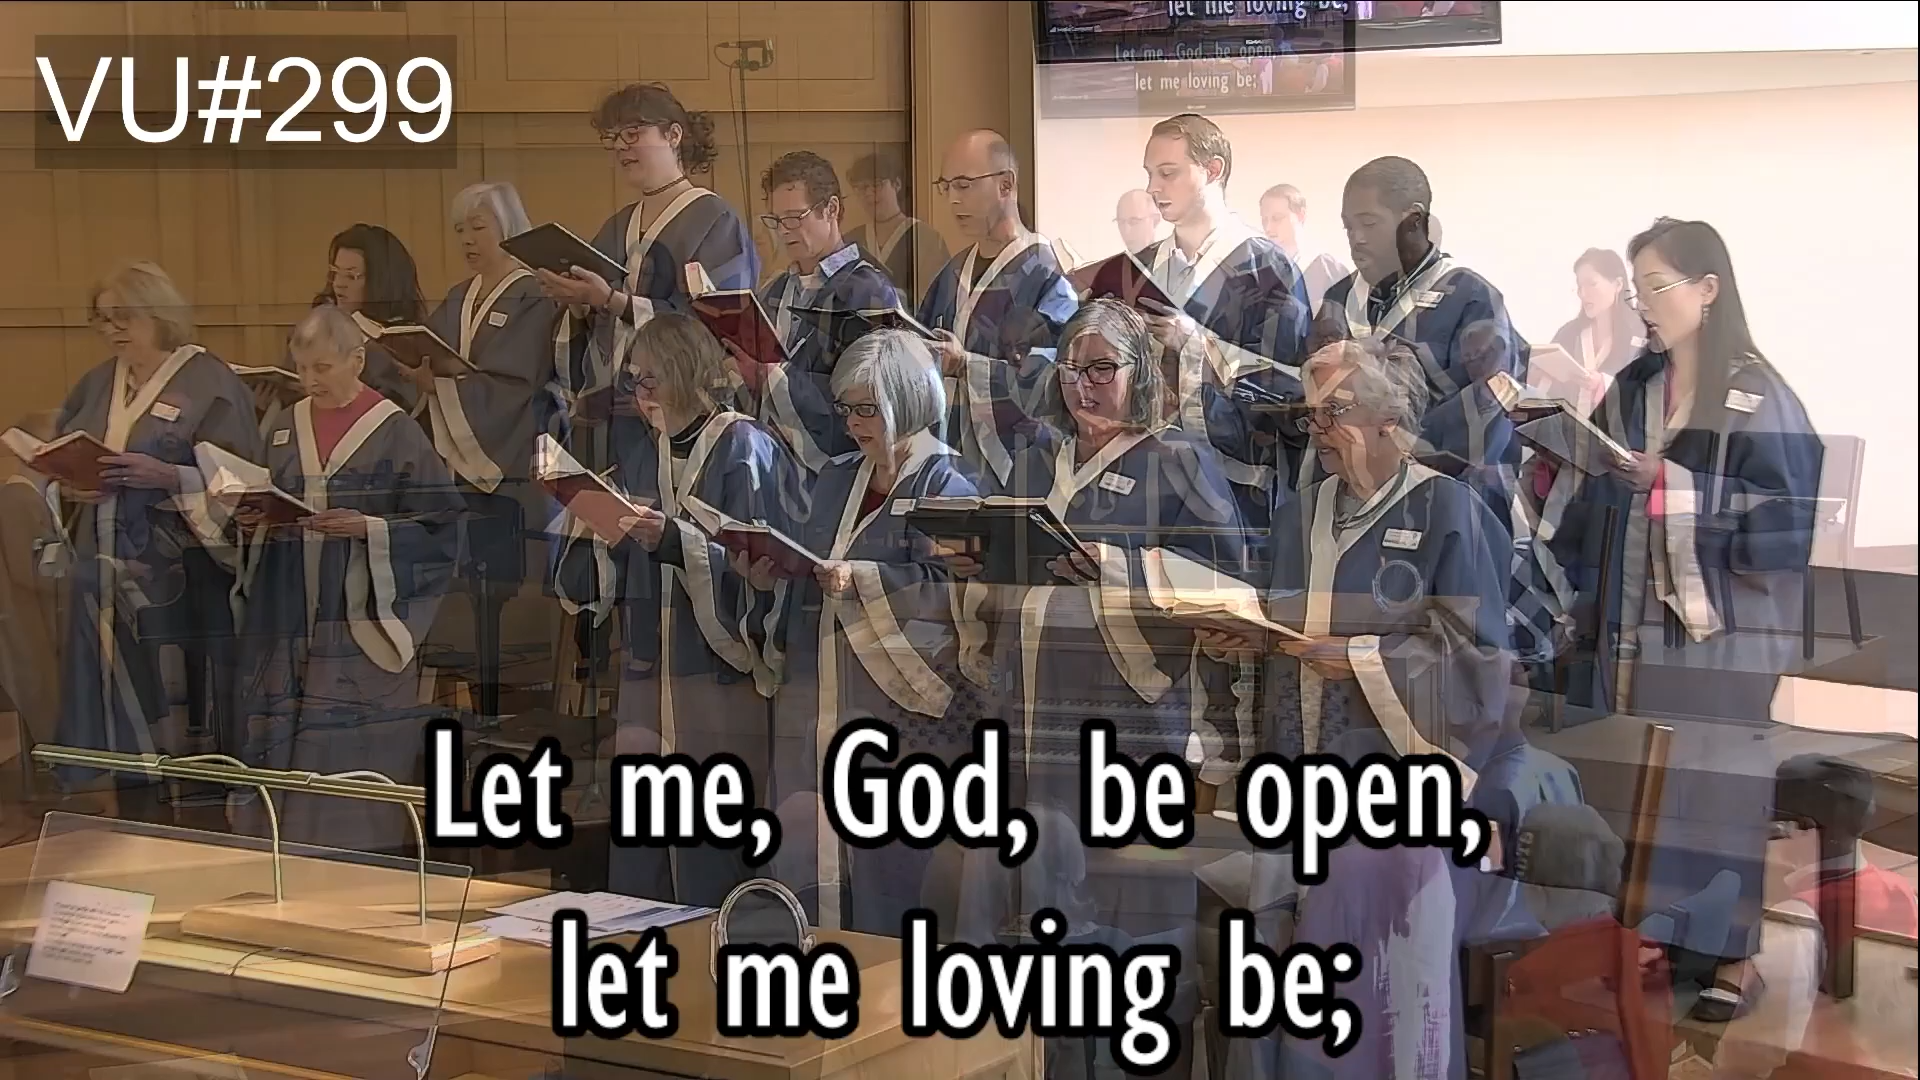 let me loving be;
Let me, God, be open,
let me loving be;
VU#299
Let me, God, be open,
let me loving be;